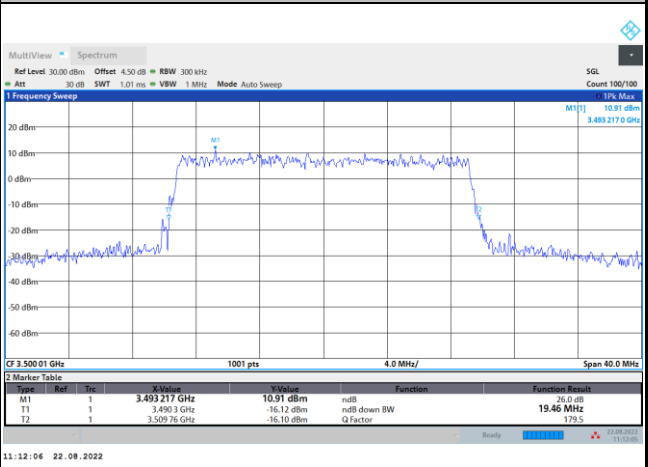 MultiView Spectrum
Ref Level 30.00 dBm Offset 4.50 dB RBW 300 kHz SGL
Att 30 dB SWT 1.01 ms VBW 1 MHz Mode Auto Sweep Count 100/100
1 Frequency Sweep 1Pk Max
M1[1] 10.91 dBm
3.493 217 0 GHz
20 dBm
M1
10 dBm
0 dBm
-10 dBm
T1 T2
-20 dBm
-30 dBm
-40 dBm
-50 dBm
-60 dBm
CF 3.500 01 GHz 1001 pts 4.0 MHz/ Span 40.0 MHz
2 Marker Table
Type Ref Trc X-Value Y-Value Function Function Result
M1 1 3.493 217 GHz 10.91 dBm ndB 26.0 dB
T1 1 3.490 3 GHz -16.12 dBm ndB down BW 19.46 MHz
T2 1 3.509 76 GHz -16.10 dBm Q Factor 179.5
Ready 22.08.2022
11:12:05
11:12:06 22.08.2022